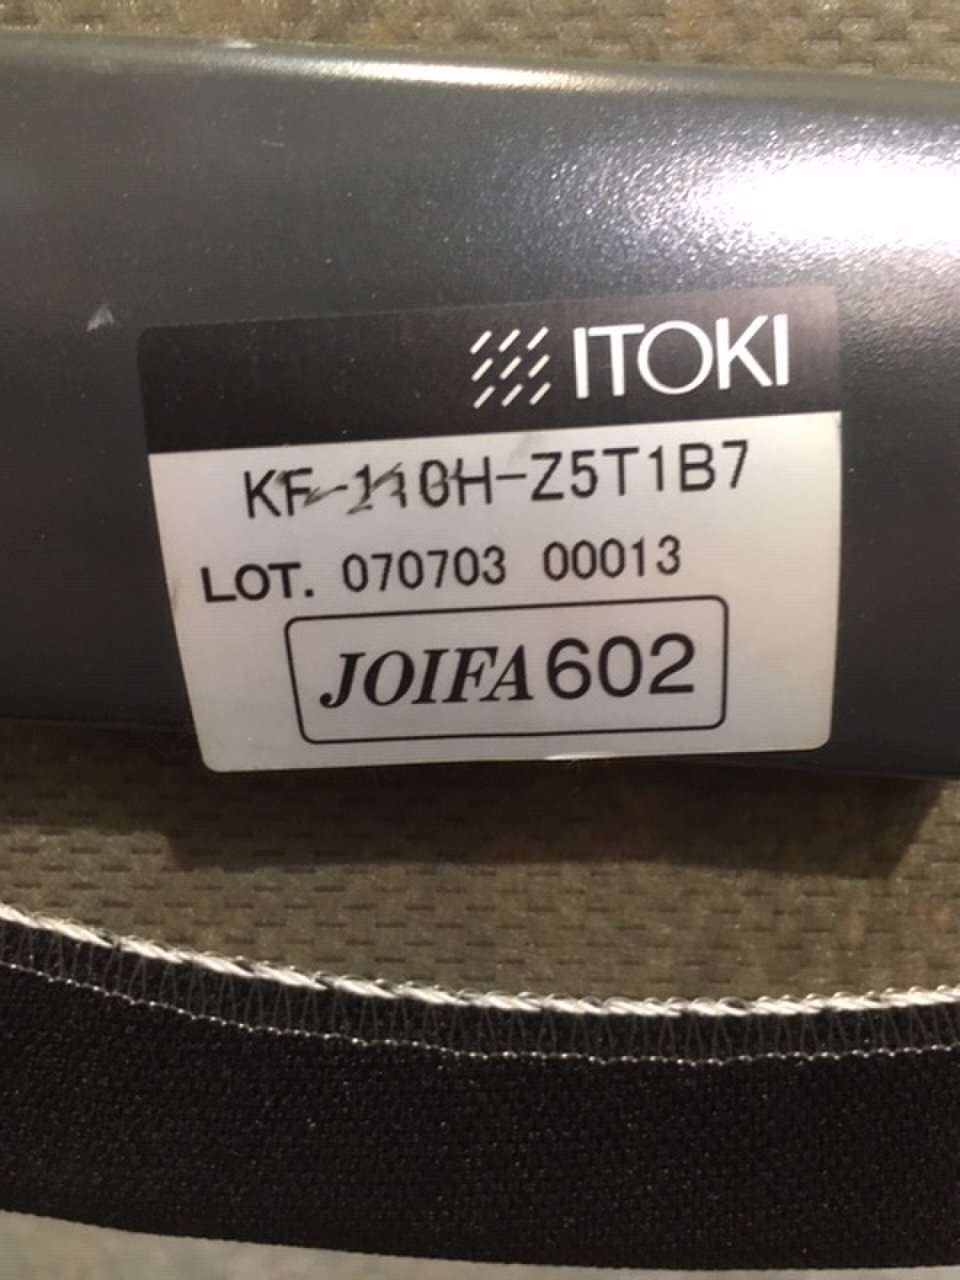 ITOKI
KF-110H-Z5T1B7
LOT. 070703 00013
JOIFA 602